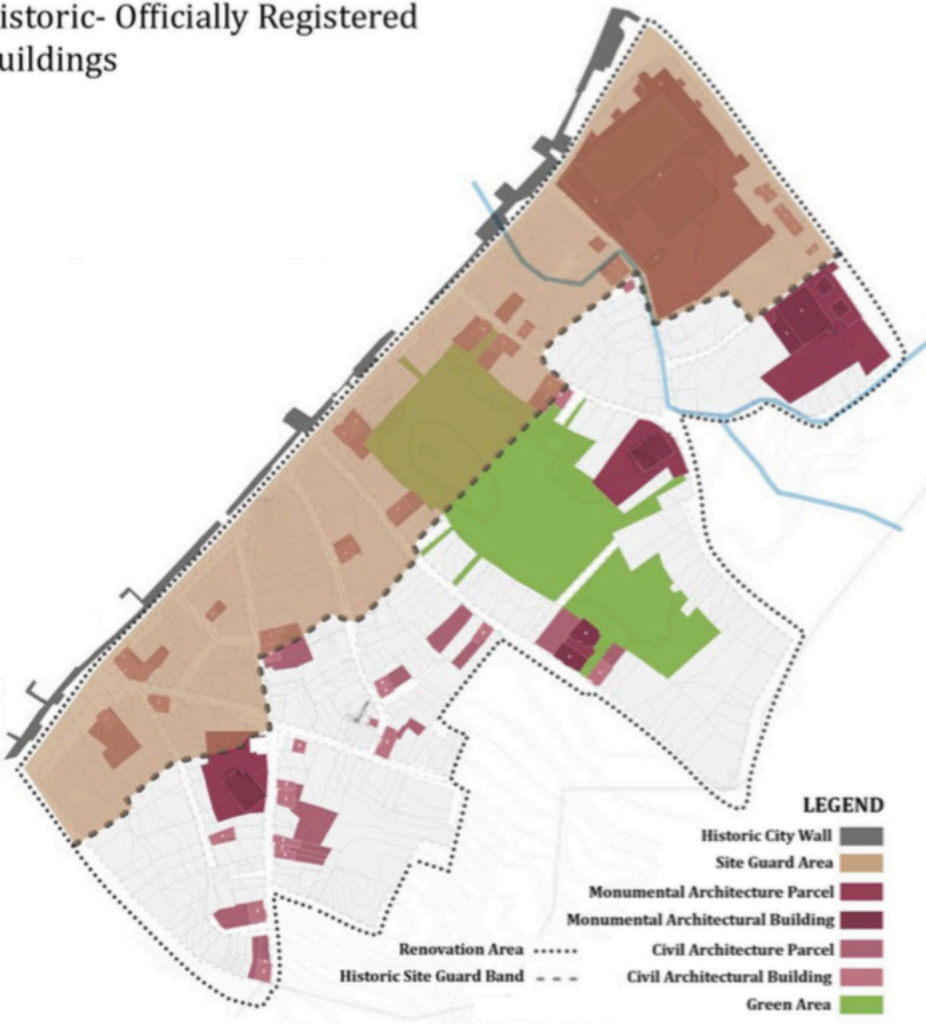 istoric- Officially Registered
uildings
LEGEND
Historic City Wall
Site Guard Area
Monumental Architecture Parcel
Monumental Architectural Building
Renovation Area
Civil Architecture Parcel
Historic Site Guard Band
Civil Architectural Building
Green Area